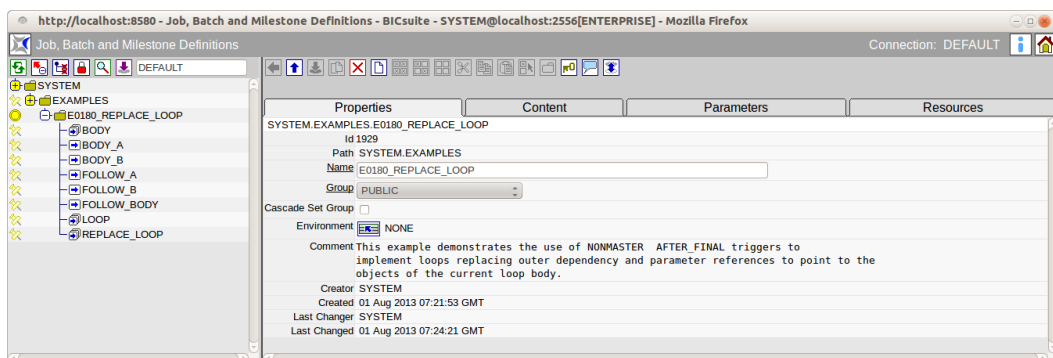 http://localhost:8580 - Job, Batch and Milestone Definitions - BICsuite - SYSTEM@localhost:2556[ENTERPRISE] - Mozilla Firefox
Job, Batch and Milestone Definitions
Connection: DEFAULT
DEFAULT
SYSTEM
EXAMPLES
E0180_REPLACE_LOOP
BODY
BODY_A
BODY_B
FOLLOW_A
FOLLOW_B
FOLLOW_BODY
LOOP
REPLACE_LOOP
Properties Content Parameters Resources
SYSTEM.EXAMPLES.E0180_REPLACE_LOOP
Id 1929
Path SYSTEM.EXAMPLES
Name E0180_REPLACE_LOOP
Group PUBLIC
Cascade Set Group
Environment NONE
Comment This example demonstrates the use of NONMASTER AFTER_FINAL triggers to
implement loops replacing outer dependency and parameter references to point to the
objects of the current loop body.
Creator SYSTEM
Created 01 Aug 2013 07:21:53 GMT
Last Changer SYSTEM
Last Changed 01 Aug 2013 07:24:21 GMT